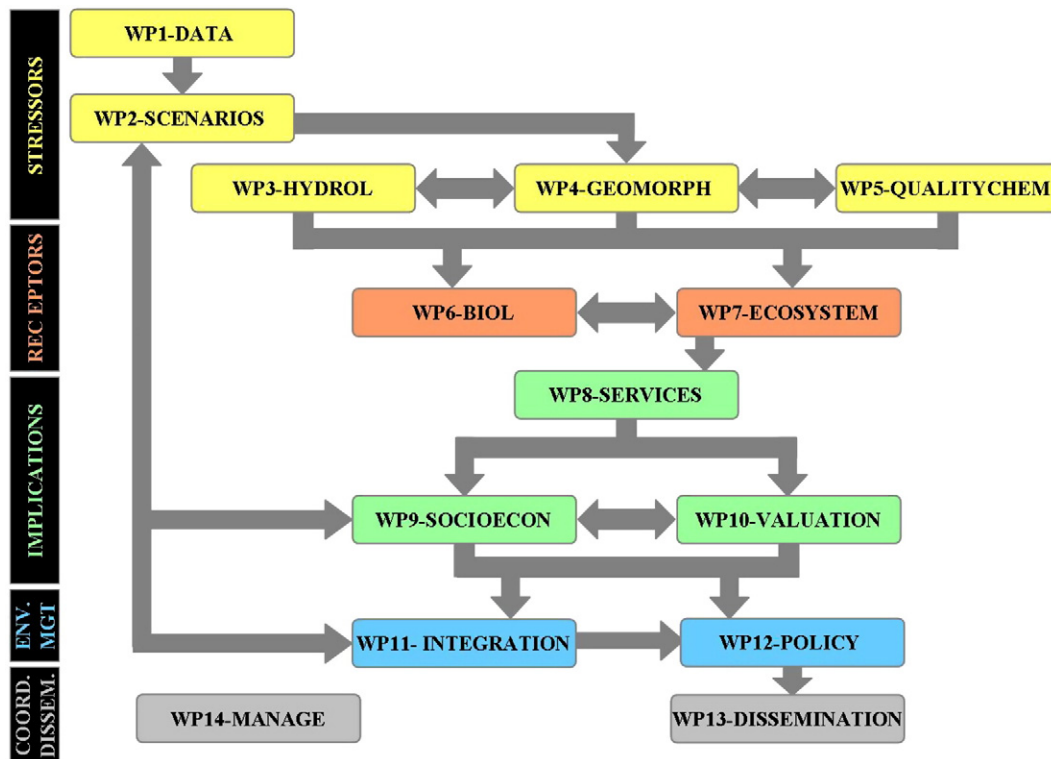 STRESSORS
WP1-DATA
WP2-SCENARIOS
WP3-HYDROL
WP4-GEOMORPH
WP5-QUALITYCHEM
REC EPTORS
WP6-BIOL
WP7-ECOSYSTEM
IMPLICATIONS
WP8-SERVICES
WP9-SOCIOECON
WP10-VALUATION
ENV.
MGT
WP11- INTEGRATION
WP12-POLICY
COORD.
DISSEM.
WP14-MANAGE
WP13-DISSEMINATION